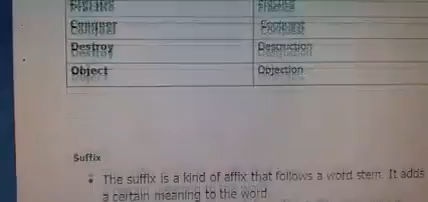 Conquer
Destroy Destruction
Object Objection
Suffix
• The suffix is a kind of affix that follows a word stem. It adds
a certain meaning to the word